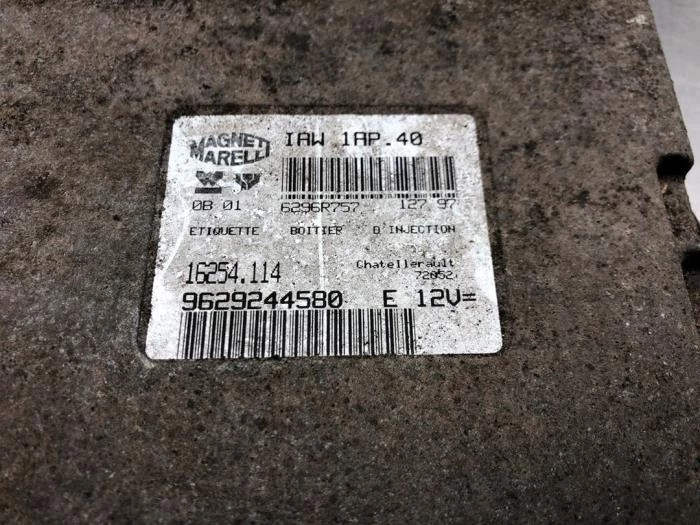 MAGNETI MARELLI IAW 1AP.40
0B 01 6296R757 127 97
ETIQUETTE BOITIER D'INJECTION
16254.114 Chatellerault
72052.
9629244580 E 12V=